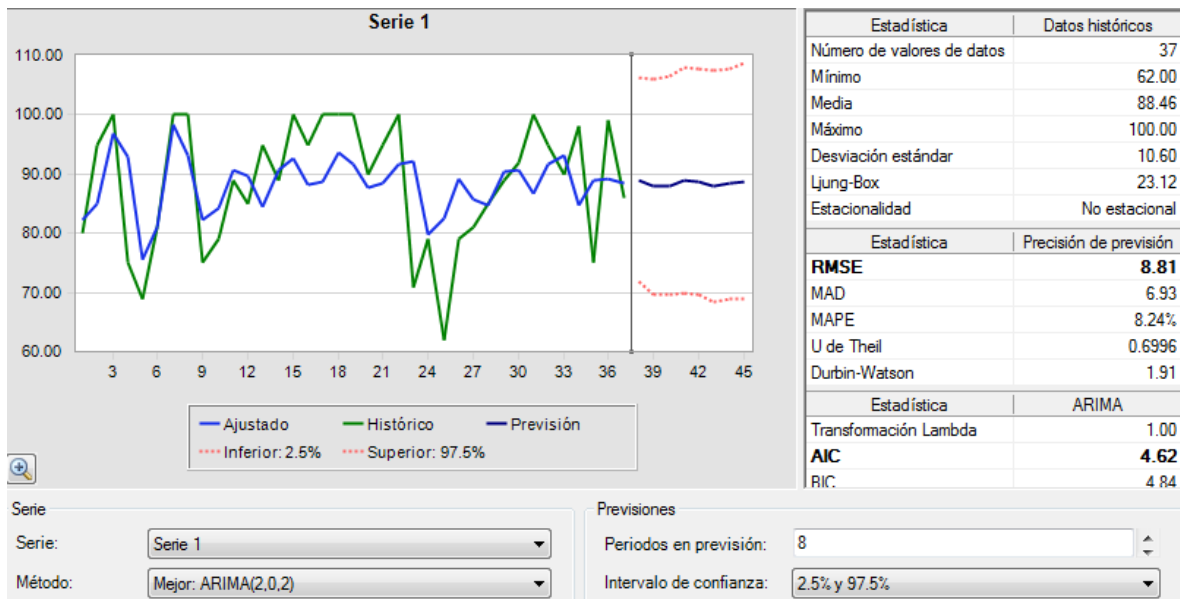 Serie 1
110.00
100.00
90.00
80.00
70.00
60.00
3 6 9 12 15 18 21 24 27 30 33 36 39 42 45
Ajustado Histórico Previsión
Inferior: 2.5% Superior: 97.5%
Estadística Datos históricos
Número de valores de datos 37
Mínimo 62.00
Media 88.46
Máximo 100.00
Desviación estándar 10.60
Ljung-Box 23.12
Estacionalidad No estacional
Estadística Precisión de previsión
RMSE 8.81
MAD 6.93
MAPE 8.24%
U de Theil 0.6996
Durbin-Watson 1.91
Estadística ARIMA
Transformación Lambda 1.00
AIC 4.62
BIC 4.84
Serie
Serie: Serie 1
Método: Mejor: ARIMA(2,0,2)
Previsiones
Periodos en previsión: 8
Intervalo de confianza: 2.5% y 97.5%